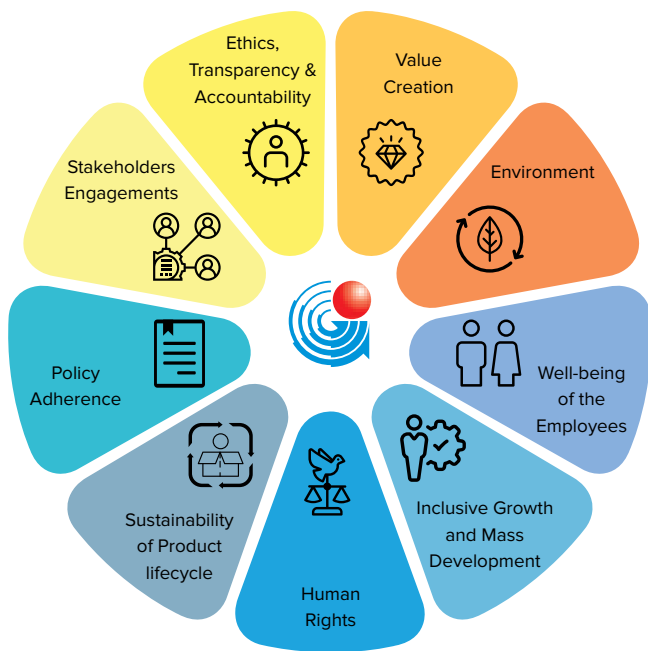 Ethics,
Transparency &
Accountability
Value
Creation
Environment
Well-being
of the
Employees
Inclusive Growth
and Mass
Development
Human
Rights
Sustainability
of Product
lifecycle
Policy
Adherence
Stakeholders
Engagements